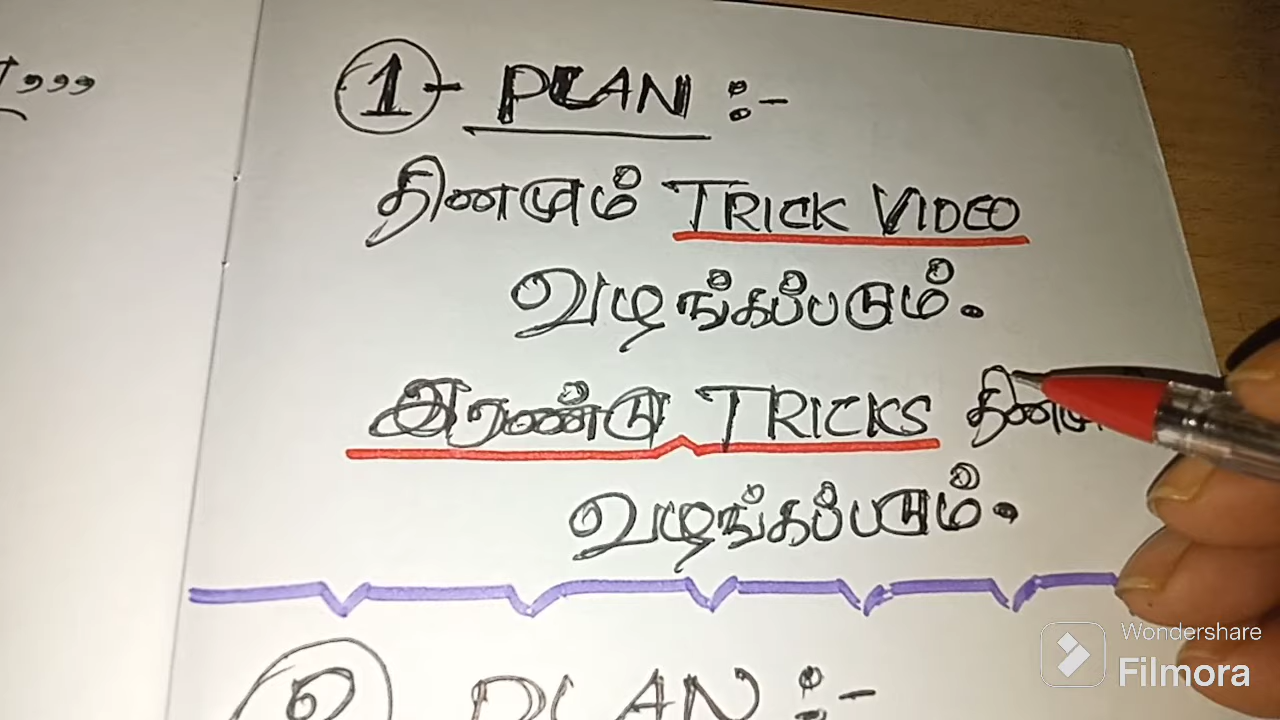 1 - PLAN :-
தினமும் TRICK VIDEO
வழங்கப்படும்.
இரண்டு TRICKS
வழங்கப்படும்.
2 PLAN :-
Wondershare
Filmora